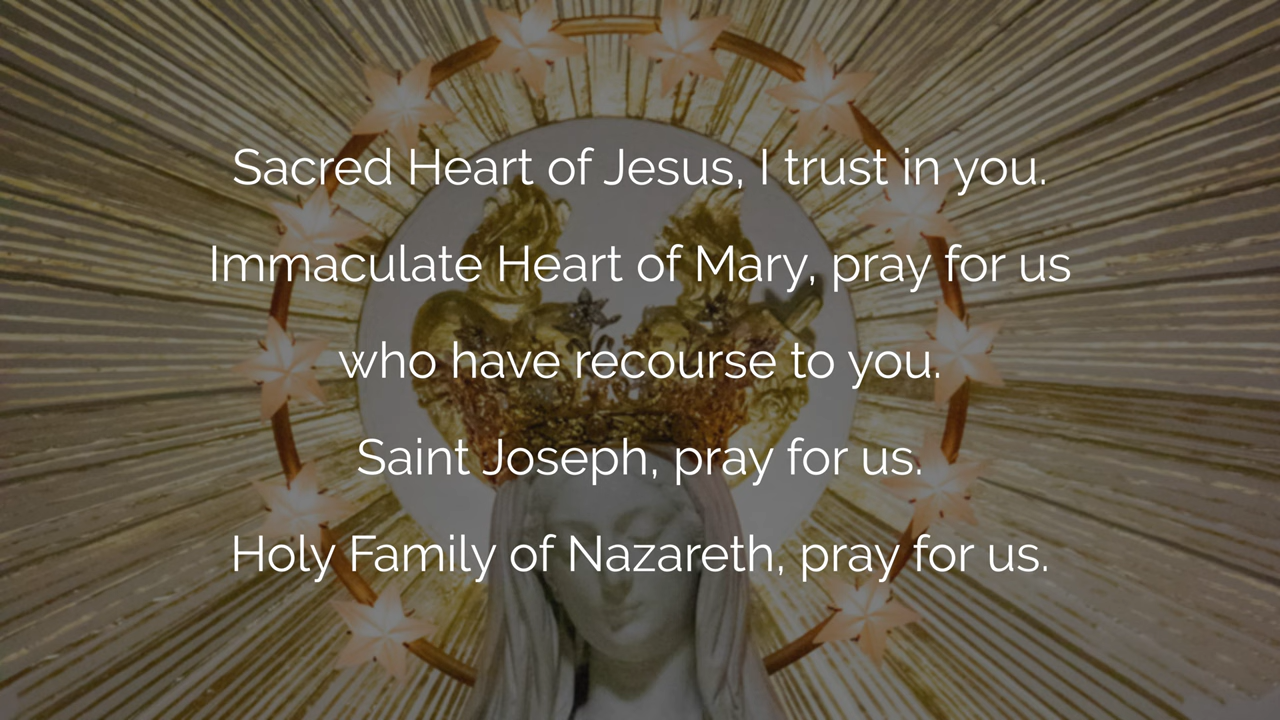 Sacred Heart of Jesus, I trust in you.
Immaculate Heart of Mary, pray for us
who have recourse to you.
Saint Joseph, pray for us.
Holy Family of Nazareth, pray for us.